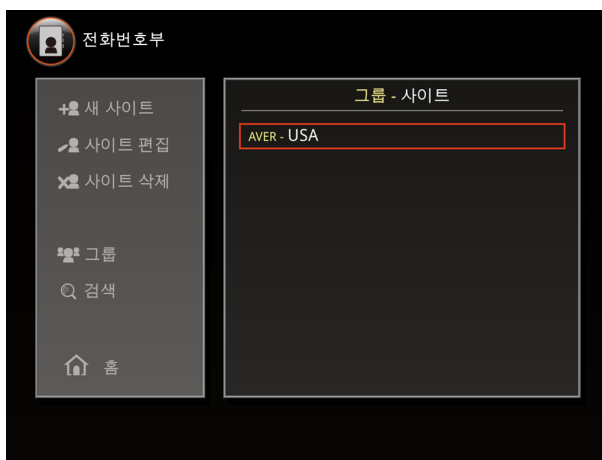 전화번호부
새 사이트
사이트 편집
사이트 삭제
그룹
검색
홈
그룹 - 사이트
AVER - USA